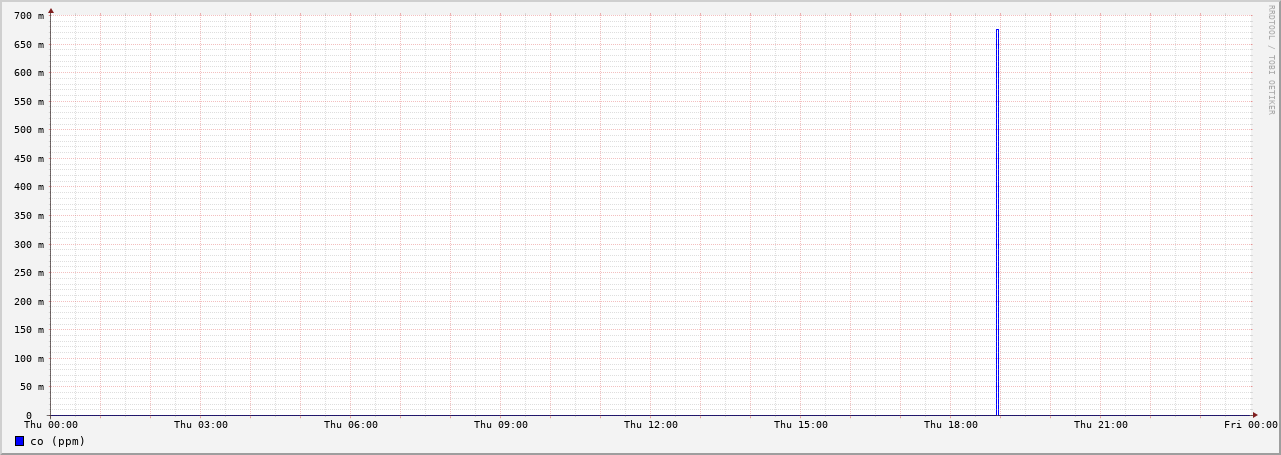 700 m
650 m
600 m
550 m
500 m
450 m
400 m
350 m
300 m
250 m
200 m
150 m
100 m
50 m
0
Thu 00:00 Thu 03:00 Thu 06:00 Thu 09:00 Thu 12:00 Thu 15:00 Thu 18:00 Thu 21:00 Fri 00:00
co (ppm)
RRDTOOL / TOBI OETIKER